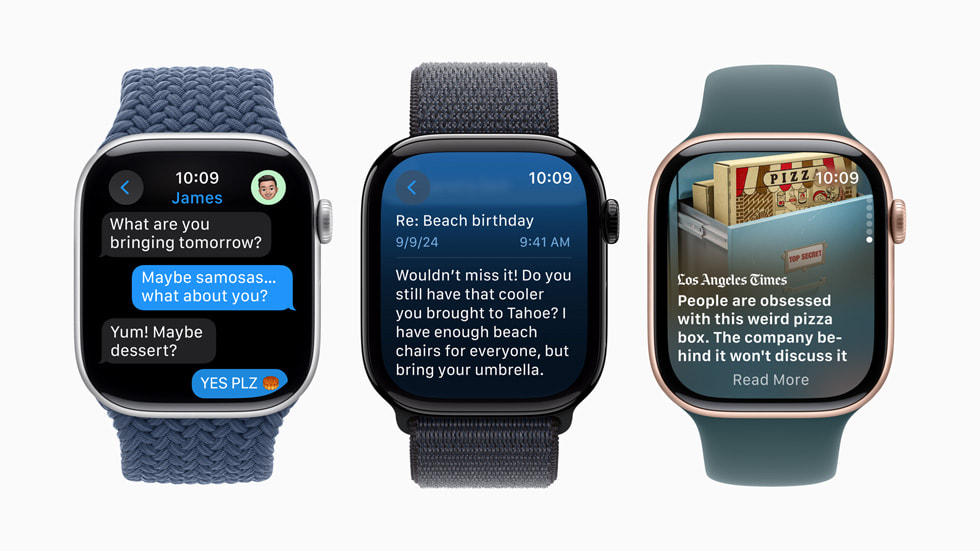 10:09
James
What are you
bringing tomorrow?
Maybe samosas...
what about you?
Yum! Maybe
dessert?
YES PLZ
10:09
Re: Beach birthday
9/9/24
9:41 AM
Wouldn't miss it! Do you
still have that cooler
you brought to Tahoe? I
have enough beach
chairs for everyone, but
bring your umbrella.
PIZZ
10:09
TOP SECRET
Los Angeles Times
People are obsessed
with this weird pizza
box. The company be-
hind it won't discuss it
Read More